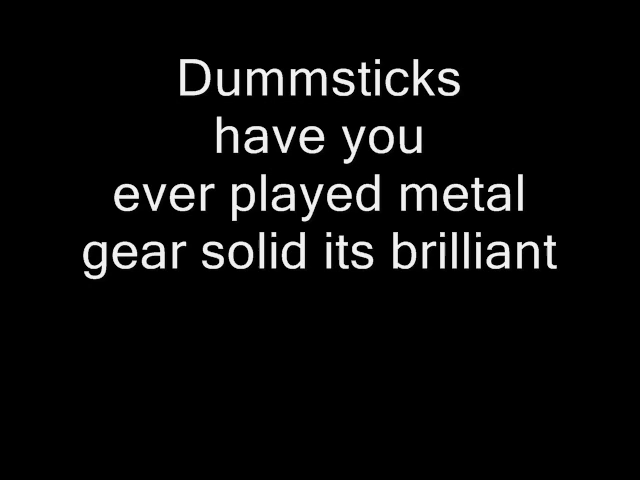 Dummsticks
have you
ever played metal
gear solid its brilliant